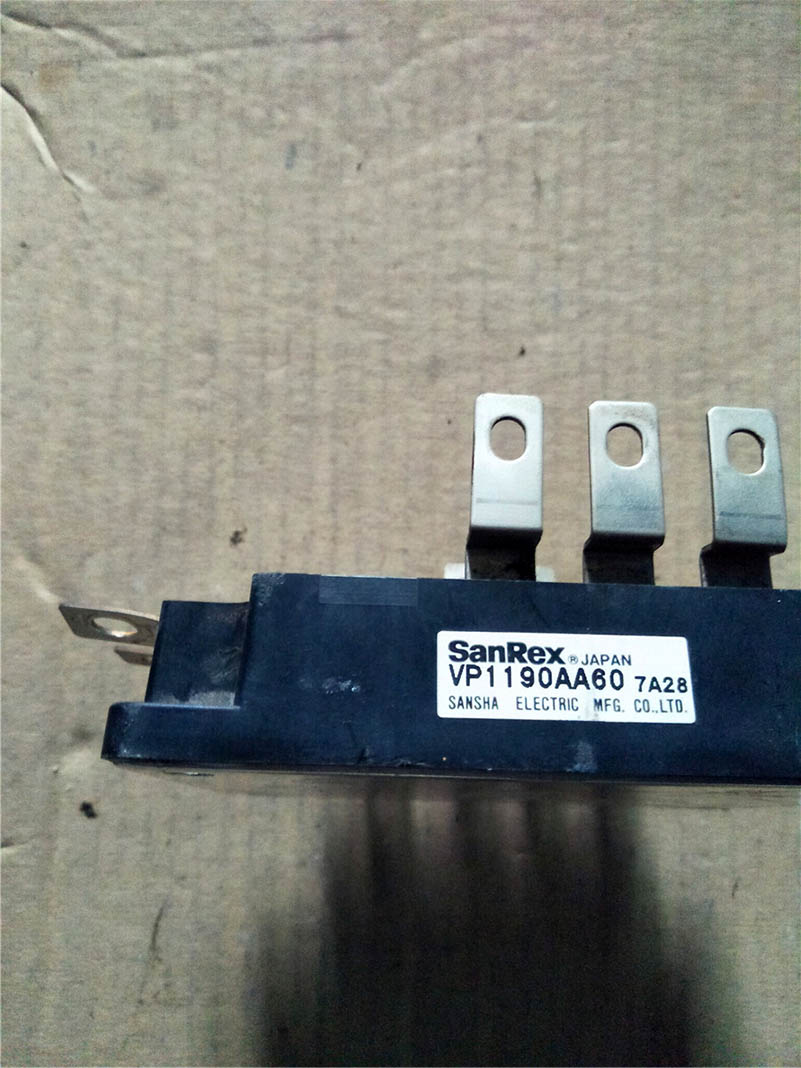 SanRex® JAPAN
VP1190AA60 7A28
SANSHA ELECTRIC MFG. CO.,LTD.